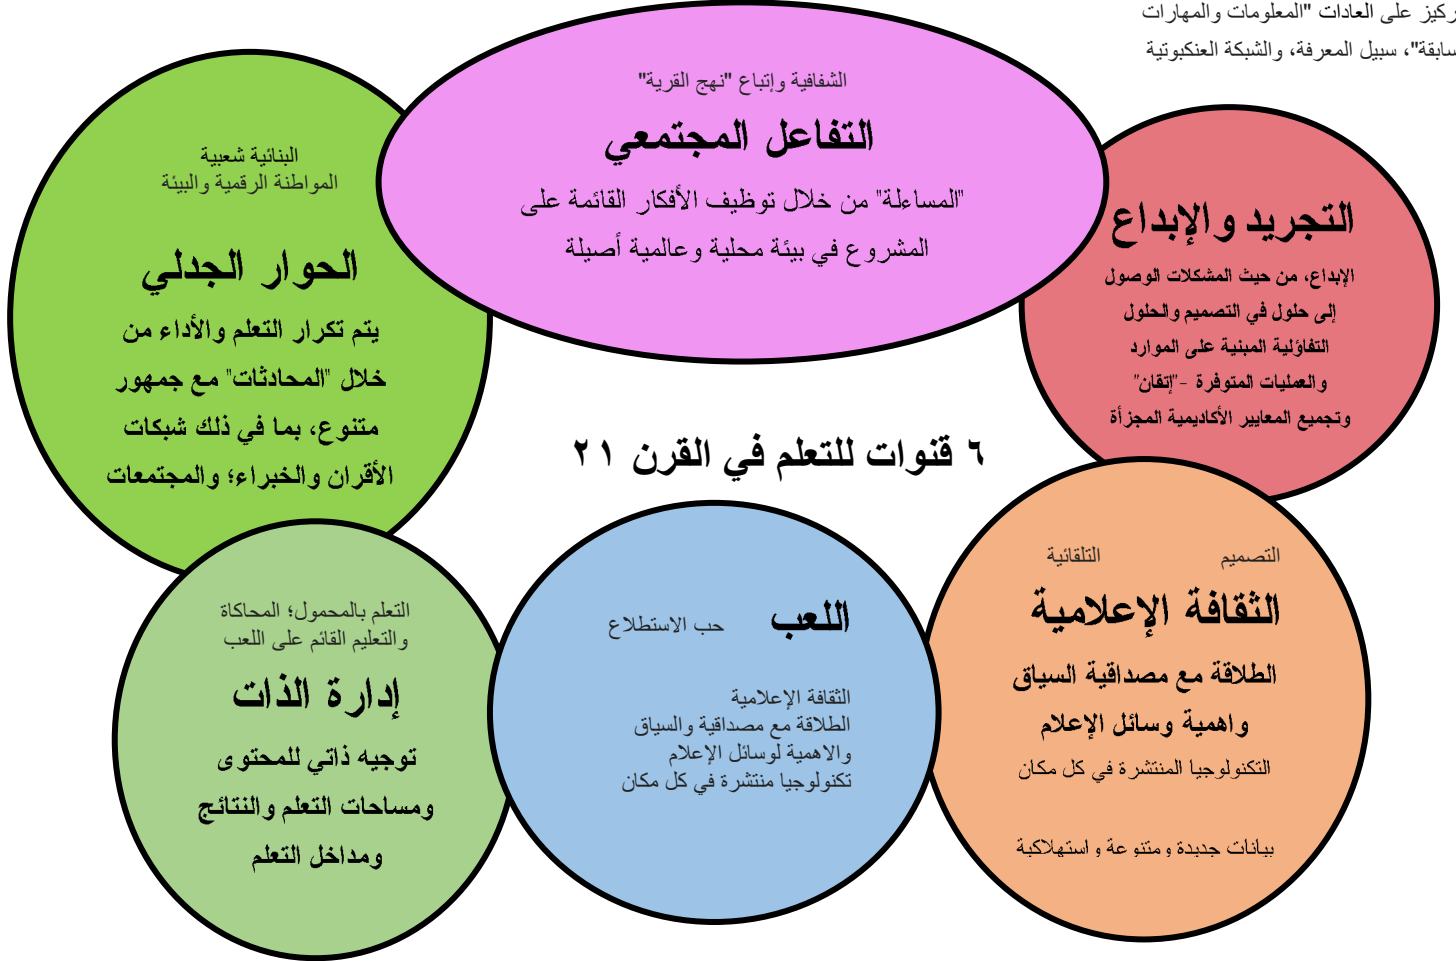 على العادات "المعلومات والمهارات
سبيل المعرفة، والشبكة العنكبوتية
الشفافية وإتباع "نهج القرية"
التفاعل المجتمعي
"المساءلة" من خلال توظيف الأفكار القائمة على
المشروع في بيئة محلية وعالمية أصيلة
التجريد والإبداع
الإبداع، من حيث المشكلات الوصول
إلى حلول في التصميم والحلول
التفاؤلية المبنية على الموارد
والعمليات المتوفرة -"إتقان"
وتجميع المعايير الأكاديمية المجزأة
البنائية شعبية
المواطنة الرقمية والبيئة
الحوار الجدلي
يتم تكرار التعلم والأداء من
خلال "المحادثات" مع جمهور
متنوع، بما في ذلك شبكات
الأقران والخبراء؛ والمجتمعات
٦ قنوات للتعلم في القرن ٢١
التصميم التلقائية
الثقافة الإعلامية
الطلاقة مع مصداقية السياق
واهمية وسائل الإعلام
التكنولوجيا المنتشرة في كل مكان
بيانات جديدة ومتنوعة واستهلاكية
اللعب حب الاستطلاع
الثقافة الإعلامية
الطلاقة مع مصداقية والسياق
والاهمية لوسائل الإعلام
تكنولوجيا منتشرة في كل مكان
التعلم بالمحمول؛ المحاكاة
والتعليم القائم على اللعب
إدارة الذات
توجيه ذاتي للمحتوى
ومساحات التعلم والنتائج
ومداخل التعلم